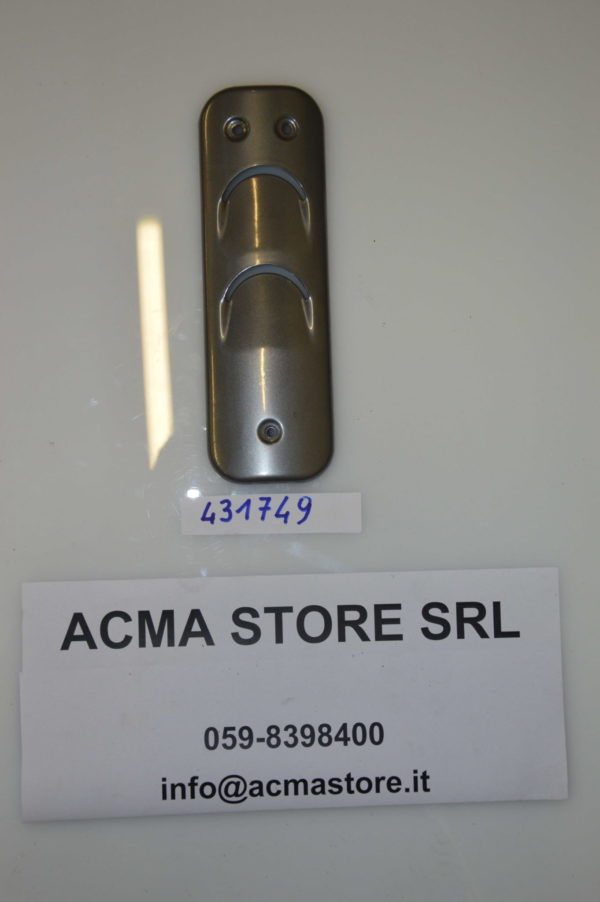 431749
ACMA STORE SRL
059-8398400
info@acmastore.it